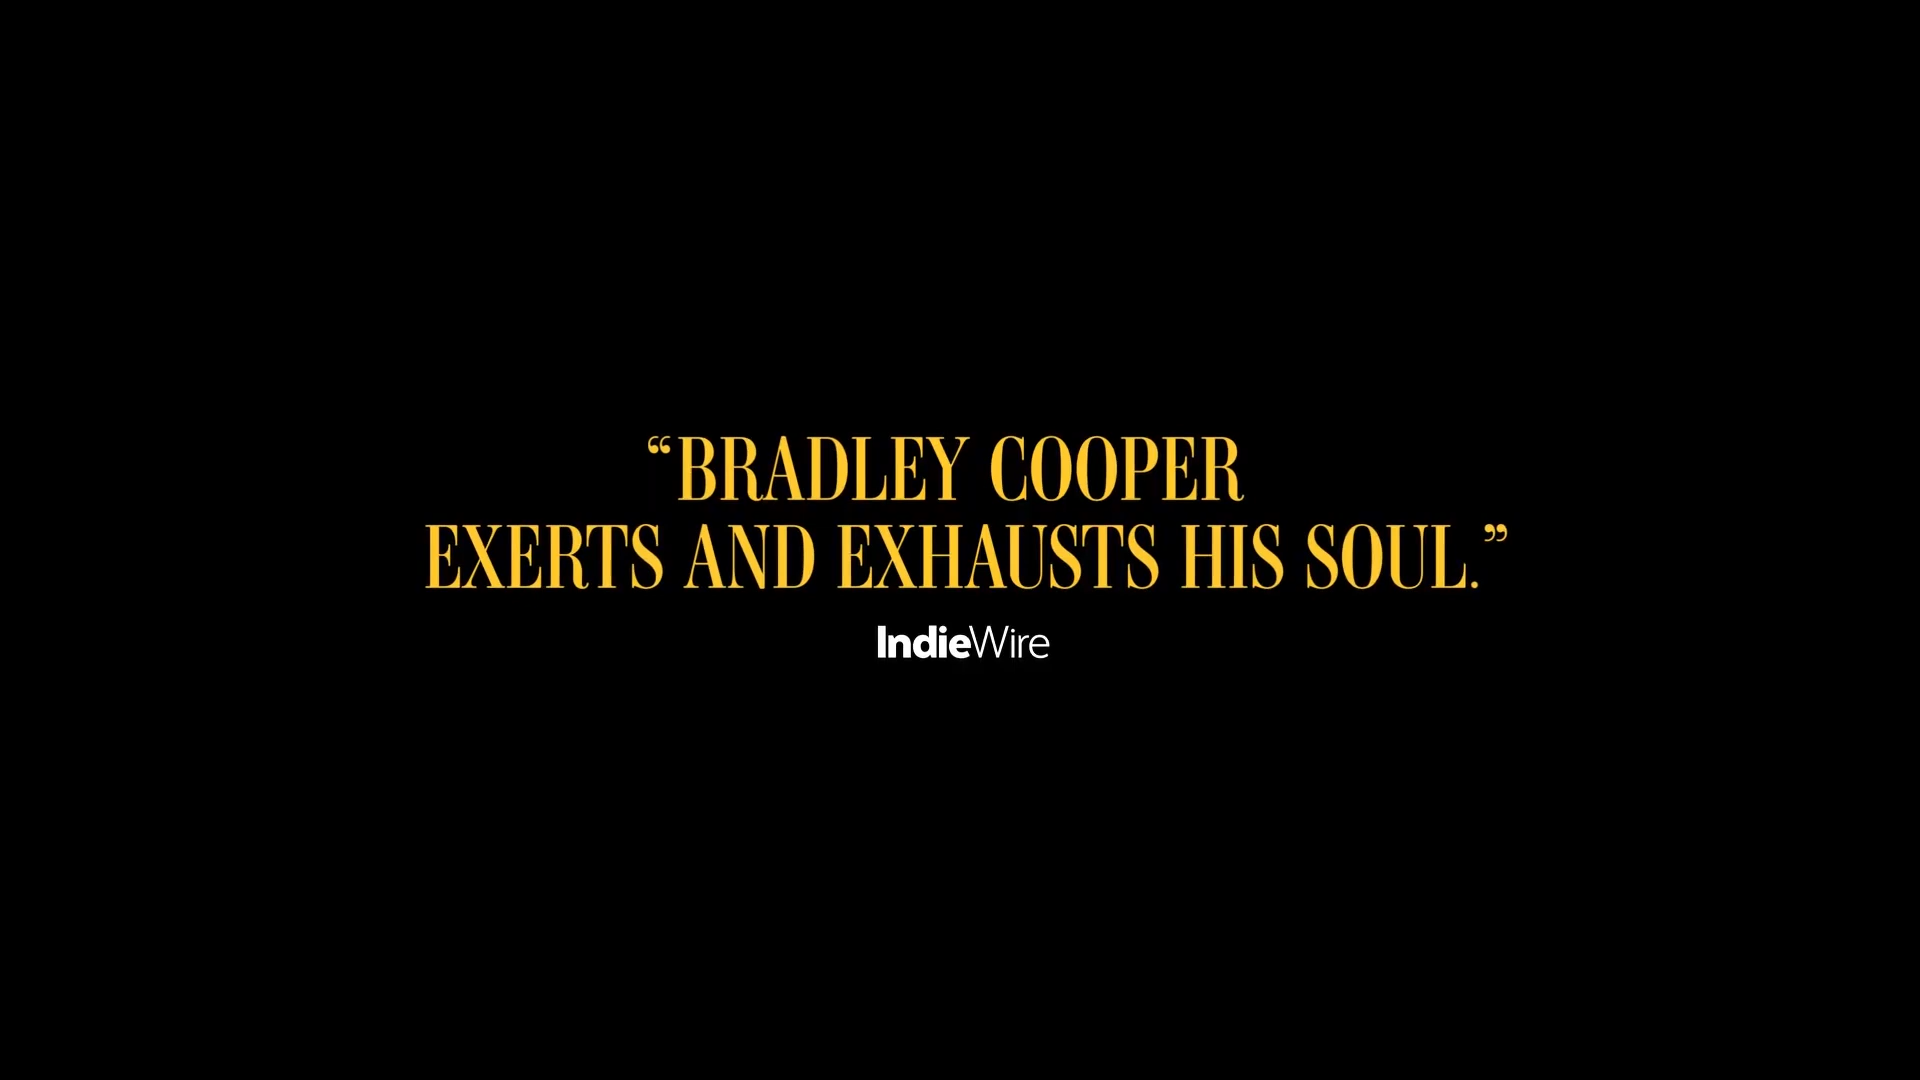 “BRADLEY COOPER
EXERTS AND EXHAUSTS HIS SOUL.”
IndieWire